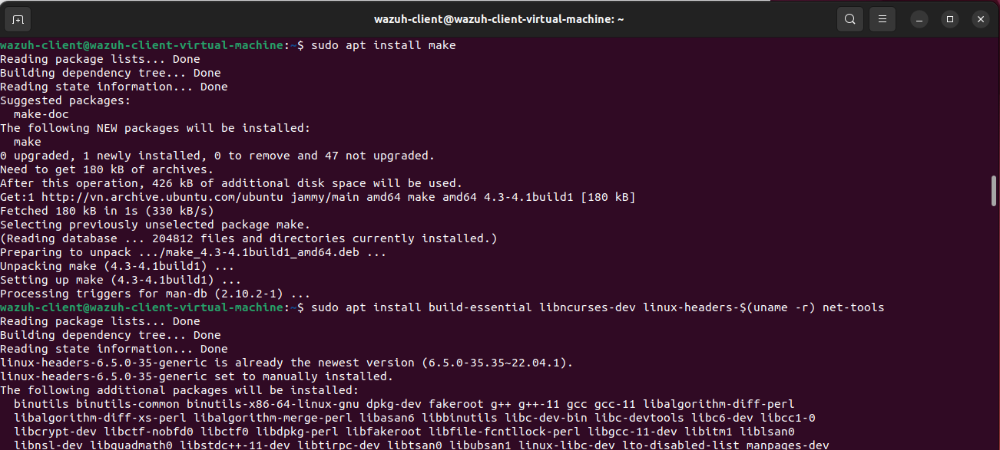 wazuh-client@wazuh-client-virtual-machine: ~
wazuh-client@wazuh-client-virtual-machine:~$ sudo apt install make
Reading package lists... Done
Building dependency tree... Done
Reading state information... Done
Suggested packages:
  make-doc
The following NEW packages will be installed:
  make
0 upgraded, 1 newly installed, 0 to remove and 47 not upgraded.
Need to get 180 kB of archives.
After this operation, 426 kB of additional disk space will be used.
Get:1 http://vn.archive.ubuntu.com/ubuntu jammy/main amd64 make amd64 4.3-4.1build1 [180 kB]
Fetched 180 kB in 1s (330 kB/s)
Selecting previously unselected package make.
(Reading database ... 204812 files and directories currently installed.)
Preparing to unpack .../make_4.3-4.1build1_amd64.deb ...
Unpacking make (4.3-4.1build1) ...
Setting up make (4.3-4.1build1) ...
Processing triggers for man-db (2.10.2-1) ...
wazuh-client@wazuh-client-virtual-machine:~$ sudo apt install build-essential libncurses-dev linux-headers-$(uname -r) net-tools
Reading package lists... Done
Building dependency tree... Done
Reading state information... Done
linux-headers-6.5.0-35-generic is already the newest version (6.5.0-35.35~22.04.1).
linux-headers-6.5.0-35-generic set to manually installed.
The following additional packages will be installed:
  binutils binutils-common binutils-x86-64-linux-gnu dpkg-dev fakeroot g++ g++-11 gcc gcc-11 libalgorithm-diff-perl
  libalgorithm-diff-xs-perl libalgorithm-merge-perl libasan6 libbinutils libc-dev-bin libc-devtools libc6-dev libcc1-0
  libcrypt-dev libctf-nobfd0 libctf0 libdpkg-perl libfakeroot libfile-fcntllock-perl libgcc-11-dev libitm1 liblsan0
  libnsl-dev libquadmath0 libstdc++-11-dev libtirpc-dev libtsan0 libubsan1 linux-libc-dev lto-disabled-list manpages-dev